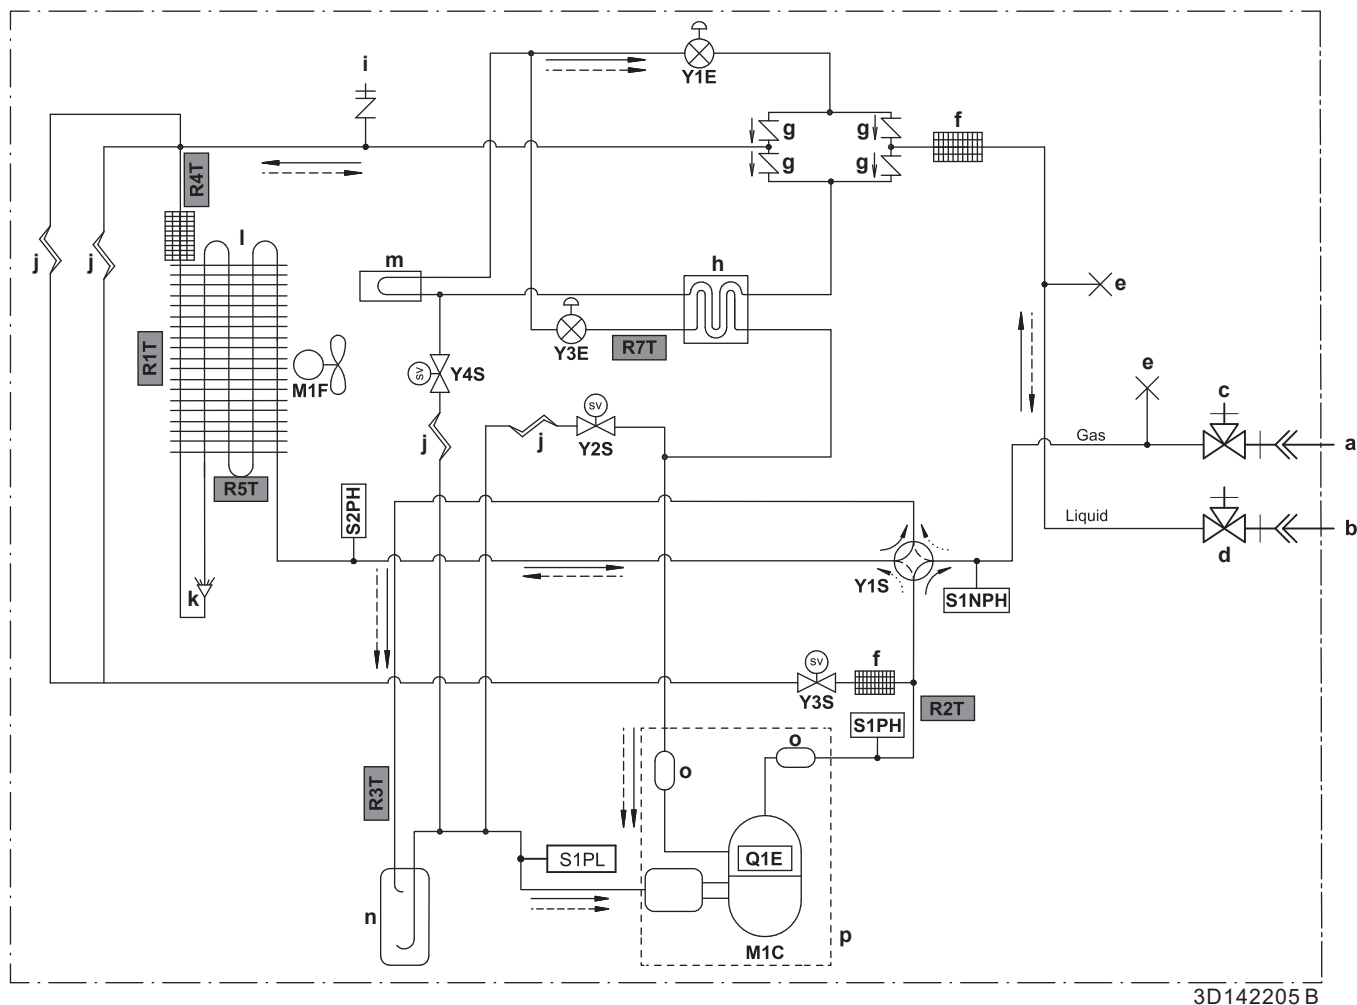 i
Y1E
g
g
f
R4T
g
g
l
m
h
j
j
e
R1T
Y3E
R7T
M1F
SV
Y4S
e
c
SV
j
j
Y2S
Gas
a
R5T
S2PH
Liquid
b
d
k
Y1S
S1NPH
SV
f
Y3S
R2T
S1PH
o
o
R3T
S1PL
Q1E
n
p
M1C
3D142205 B